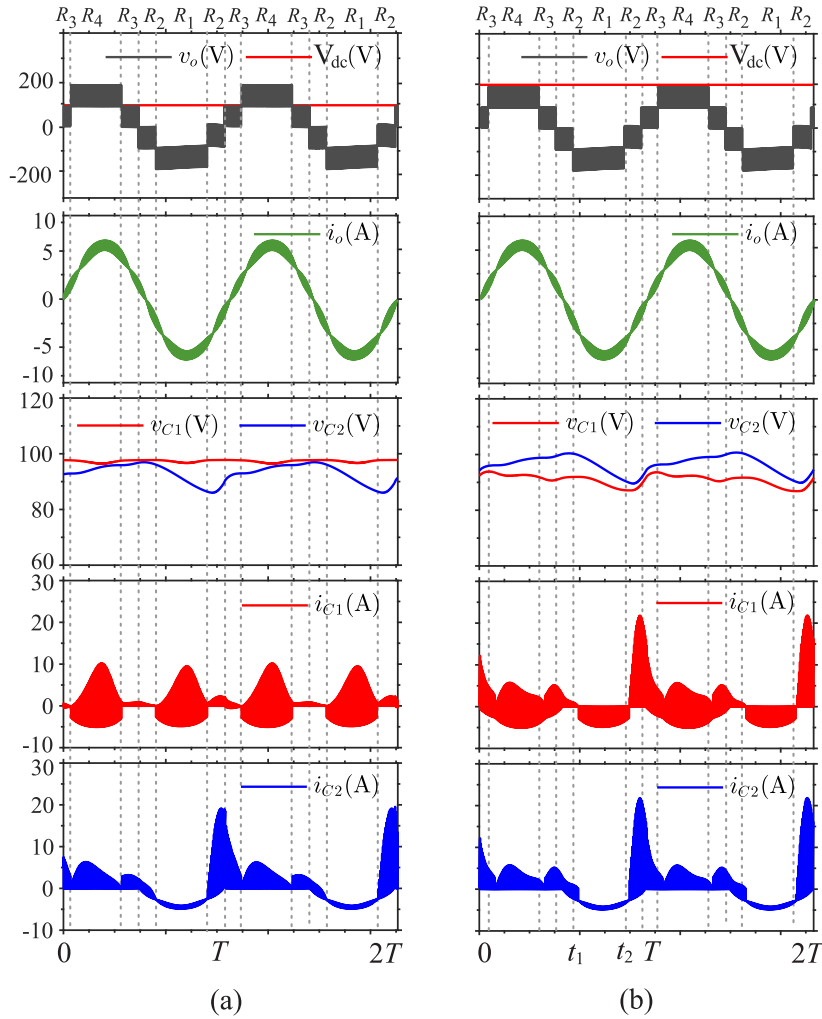 R3 R4 R3 R2 R1 R3 R4 R3 R2 R1 R2
R3 R4 R3 R2 R1 R2 R3 R4 R3 R2 R1 R2
vo(V) Vdc(V)
vo(V) Vdc(V)
200
0
-200
10
5
0
-5
-10
io(A)
io(A)
120
100
80
60
vC1(V) vC2(V)
vC1(V) vC2(V)
30
20
10
0
-10
iC1(A)
iC1(A)
30
20
10
0
-10
iC2(A)
iC2(A)
0 T 2T
0 t1 t2 T 2T
(a)
(b)